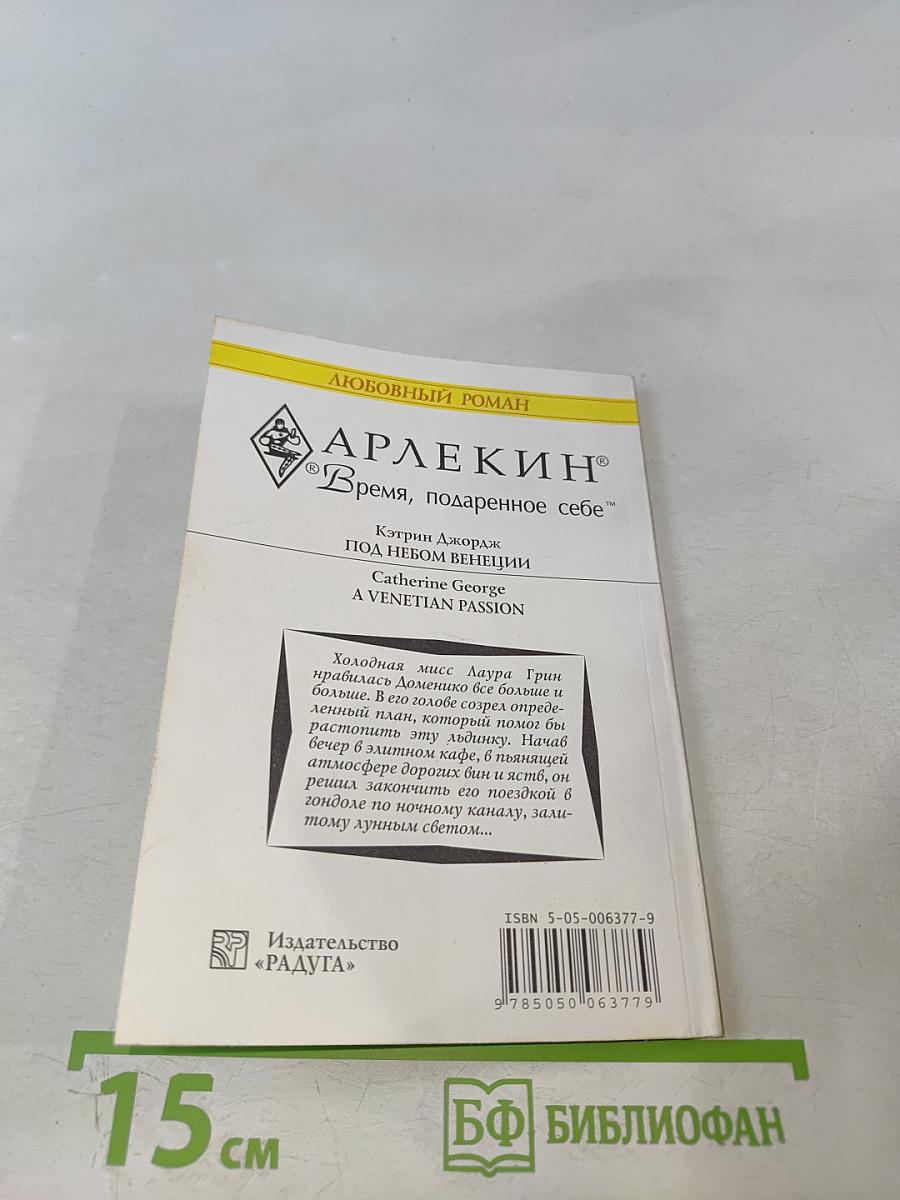 ЛЮБОВНЫЙ РОМАН
АРЛЕКИН®
® Время, подаренное себе™
Кэтрин Джордж
ПОД НЕБОМ ВЕНЕЦИИ
Catherine George
A VENETIAN PASSION
Холодная мисс Лаура Грин
нравилась Доменико все больше и
больше. В его голове созрел опреде-
ленный план, который помог бы
растопить эту льдинку. Начав
вечер в элитном кафе, в пьянящей
атмосфере дорогих вин и яств, он
решил закончить его поездкой в
гондоле по ночному каналу, зали-
тому лунным светом...
ISBN 5-05-006377-9
Издательство
«РАДУГА»
9 785050 063779
15 см
БФ БИБЛИОФАН